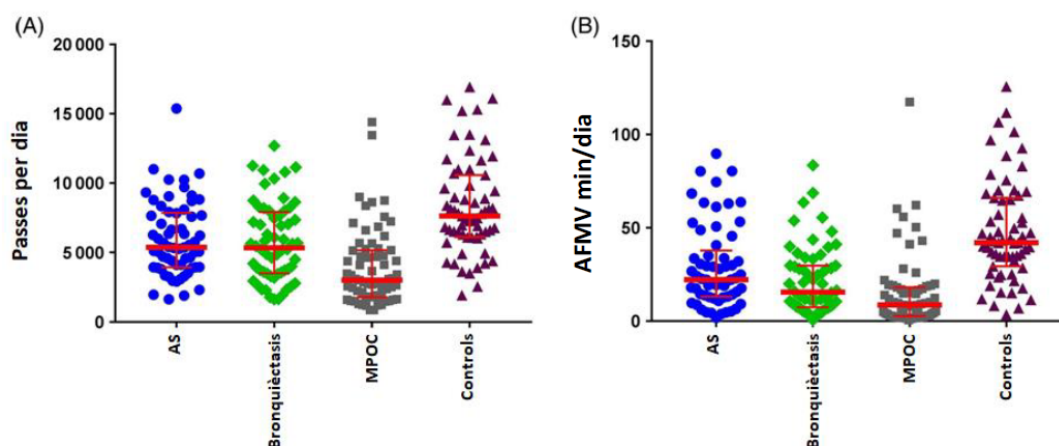 (A)
Passes per dia
20 000
15 000
10 000
5 000
0
AS
Bronquièctasis
MPOC
Controls
(B)
AFMV min/dia
150
100
50
0
AS
Bronquièctasis
MPOC
Controls